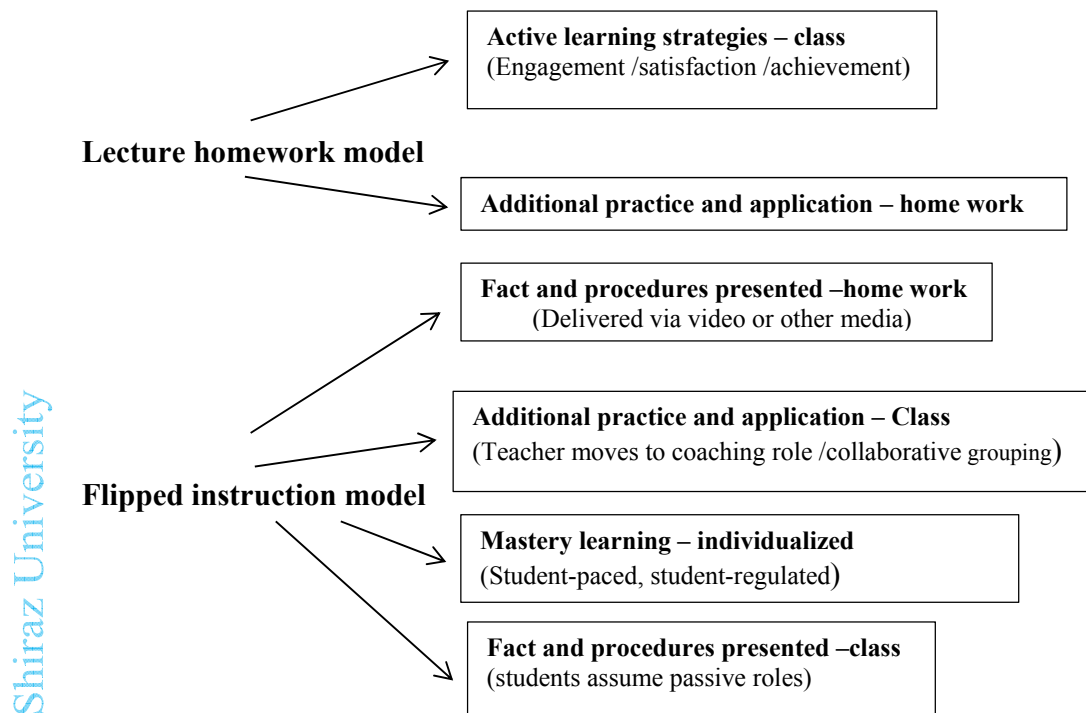 Active learning strategies – class
(Engagement /satisfaction /achievement)
Lecture homework model
Additional practice and application – home work
Fact and procedures presented –home work
(Delivered via video or other media)
Additional practice and application – Class
(Teacher moves to coaching role /collaborative grouping)
Flipped instruction model
Mastery learning – individualized
(Student-paced, student-regulated)
Fact and procedures presented –class
(students assume passive roles)
Shiraz University